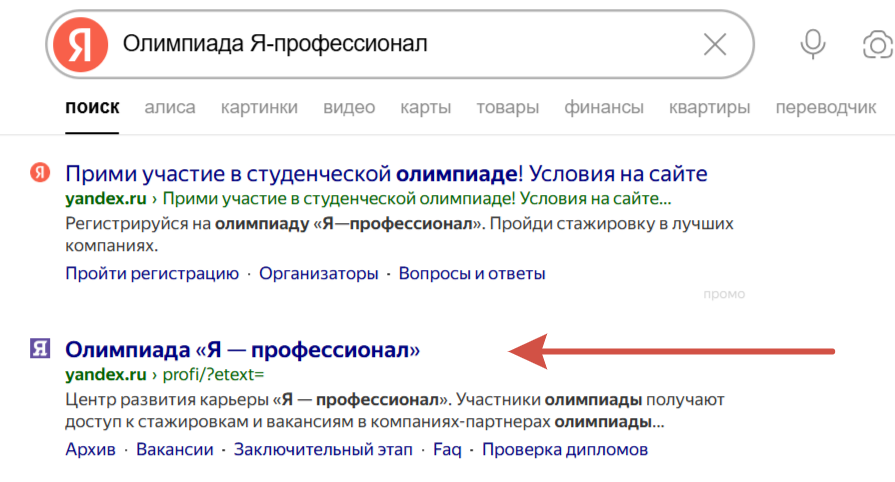 Я Олимпиада Я-профессионал
поиск алиса картинки видео карты товары финансы квартиры переводчик
Я Прими участие в студенческой олимпиаде! Условия на сайте
yandex.ru › Прими участие в студенческой олимпиаде! Условия на сайте...
Регистрируйся на олимпиаду «Я—профессионал». Пройди стажировку в лучших
компаниях.
Пройти регистрацию · Организаторы · Вопросы и ответы
промо
Я Олимпиада «Я — профессионал»
yandex.ru › profi/?etext=
Центр развития карьеры «Я — профессионал». Участники олимпиады получают
доступ к стажировкам и вакансиям в компаниях-партнерах олимпиады...
Архив · Вакансии · Заключительный этап · Faq · Проверка дипломов